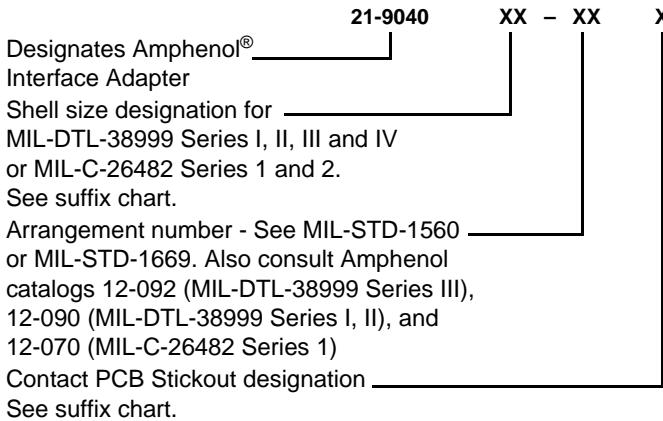 21-9040 XX – XX
Designates Amphenol®
Interface Adapter
Shell size designation for
MIL-DTL-38999 Series I, II, III and IV
or MIL-C-26482 Series 1 and 2.
See suffix chart.
Arrangement number - See MIL-STD-1560
or MIL-STD-1669. Also consult Amphenol
catalogs 12-092 (MIL-DTL-38999 Series III),
12-090 (MIL-DTL-38999 Series I, II), and
12-070 (MIL-C-26482 Series 1)
Contact PCB Stickout designation
See suffix chart.